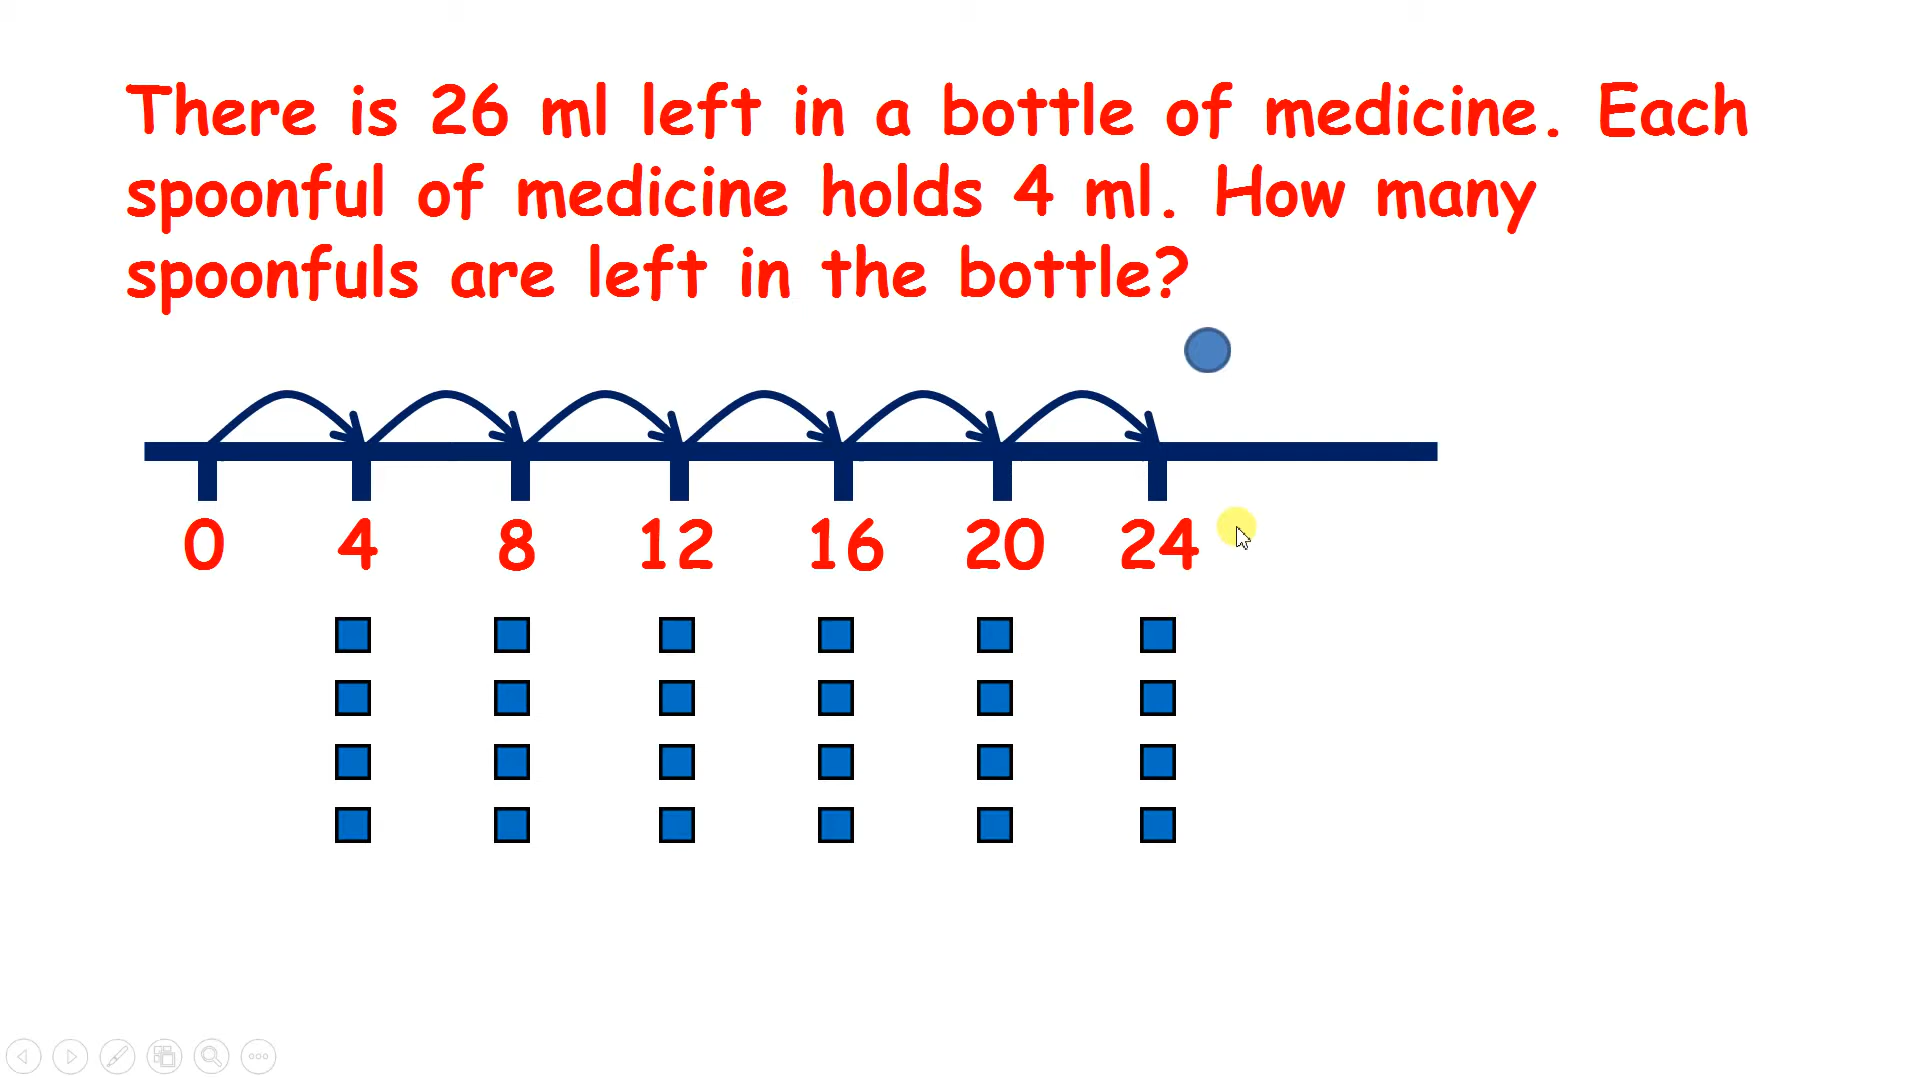 There is 26 ml left in a bottle of medicine. Each
spoonful of medicine holds 4 ml. How many
spoonfuls are left in the bottle?
0 4 8 12 16 20 24